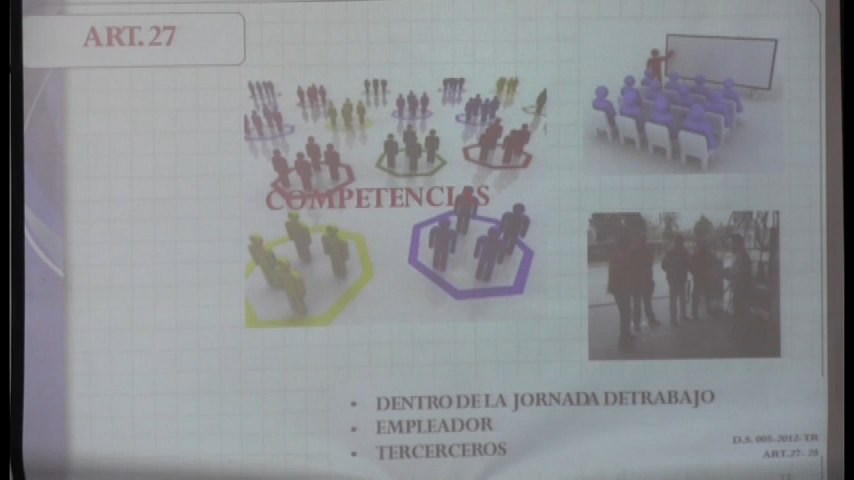 ART. 27
COMPETENCIAS
• DENTRO DE LA JORNADA DETRABAJO
• EMPLEADOR
• TERCERCEROS
D.S. 005-2012-TR
ART.27- 28